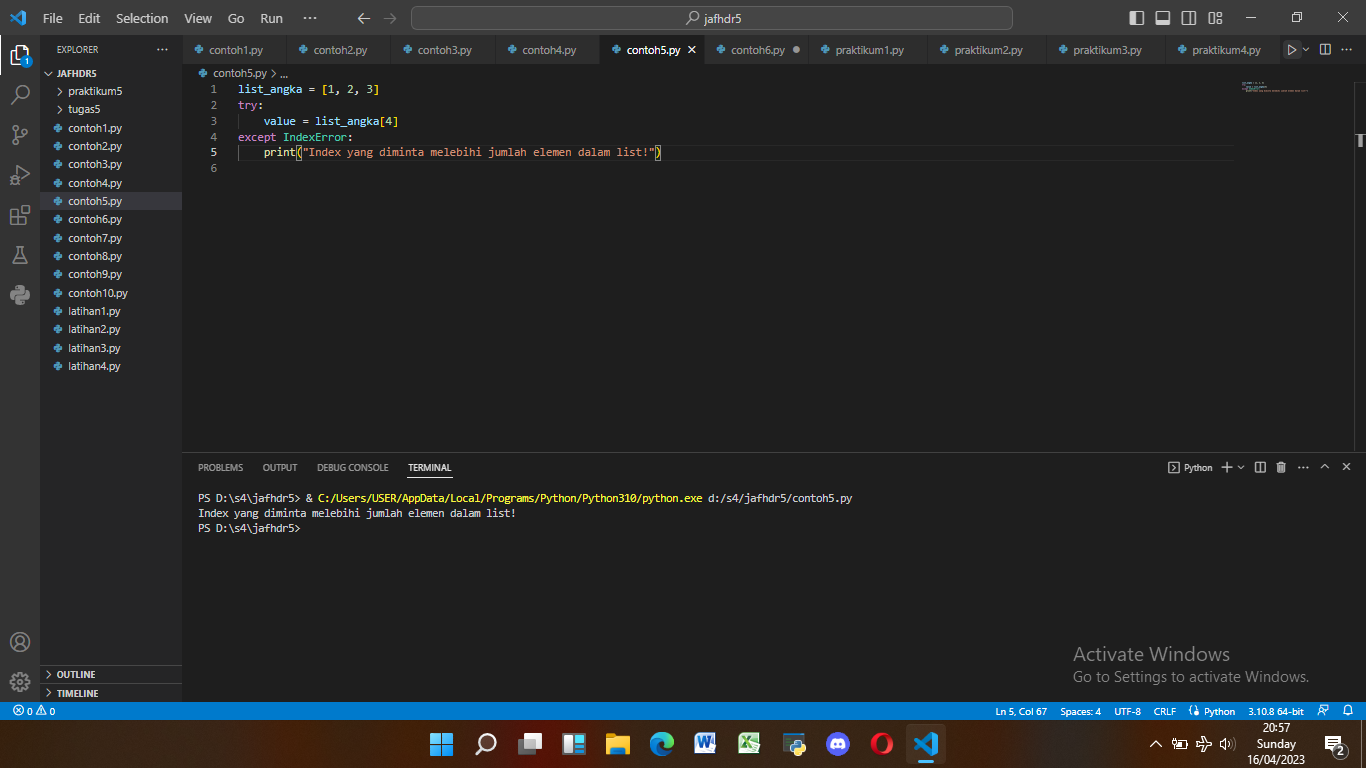 File Edit Selection View Go Run ··· jafhdr5
EXPLORER ···
JAFHDR5
praktikum5
tugas5
contoh1.py
contoh2.py
contoh3.py
contoh4.py
contoh5.py
contoh6.py
contoh7.py
contoh8.py
contoh9.py
contoh10.py
latihan1.py
latihan2.py
latihan3.py
latihan4.py
OUTLINE
TIMELINE
contoh1.py contoh2.py contoh3.py contoh4.py contoh5.py contoh6.py praktikum1.py praktikum2.py praktikum3.py praktikum4.py
contoh5.py > ...
1 list_angka = [1, 2, 3]
2 try:
3     value = list_angka[4]
4 except IndexError:
5     print("Index yang diminta melebihi jumlah elemen dalam list!")
6
PROBLEMS OUTPUT DEBUG CONSOLE TERMINAL Python
PS D:\s4\jafhdr5> & C:/Users/USER/AppData/Local/Programs/Python/Python310/python.exe d:/s4/jafhdr5/contoh5.py
Index yang diminta melebihi jumlah elemen dalam list!
PS D:\s4\jafhdr5>
Activate Windows
Go to Settings to activate Windows.
0 0 Ln 5, Col 67 Spaces: 4 UTF-8 CRLF Python 3.10.8 64-bit
20:57
Sunday
16/04/2023
2